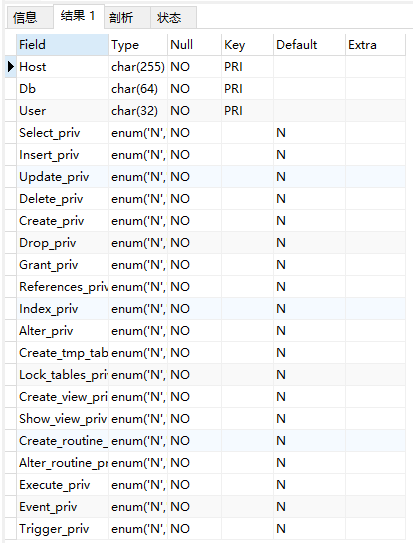 信息 结果 1 剖析 状态
Field Type Null Key Default Extra
Host char(255) NO PRI
Db char(64) NO PRI
User char(32) NO PRI
Select_priv enum('N', NO N
Insert_priv enum('N', NO N
Update_priv enum('N', NO N
Delete_priv enum('N', NO N
Create_priv enum('N', NO N
Drop_priv enum('N', NO N
Grant_priv enum('N', NO N
References_priv enum('N', NO N
Index_priv enum('N', NO N
Alter_priv enum('N', NO N
Create_tmp_tab enum('N', NO N
Lock_tables_priv enum('N', NO N
Create_view_pri enum('N', NO N
Show_view_priv enum('N', NO N
Create_routine_ enum('N', NO N
Alter_routine_pr enum('N', NO N
Execute_priv enum('N', NO N
Event_priv enum('N', NO N
Trigger_priv enum('N', NO N